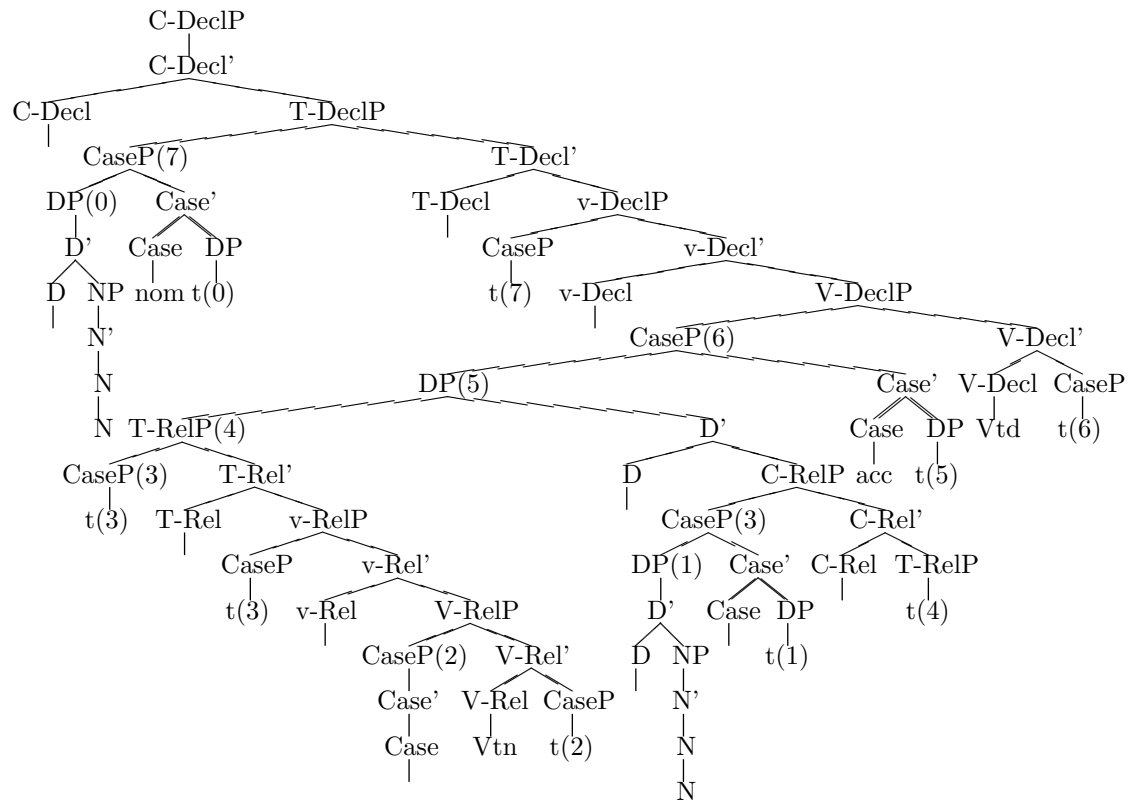 C-DeclP
C-Decl'
C-Decl T-DeclP
CaseP(7) T-Decl'
DP(0) Case' T-Decl v-DeclP
D' Case DP CaseP v-Decl'
D NP nom t(0) t(7) v-Decl V-DeclP
N' CaseP(6) V-Decl'
N DP(5) Case' V-Decl CaseP
N T-RelP(4) D' Case DP Vtd t(6)
CaseP(3) T-Rel' D C-RelP acc t(5)
t(3) T-Rel v-RelP CaseP(3) C-Rel'
CaseP v-Rel' DP(1) Case' C-Rel T-RelP
t(3) v-Rel V-RelP D' Case DP t(4)
CaseP(2) V-Rel' D NP t(1)
Case' V-Rel CaseP N'
Case Vtn t(2) N
N